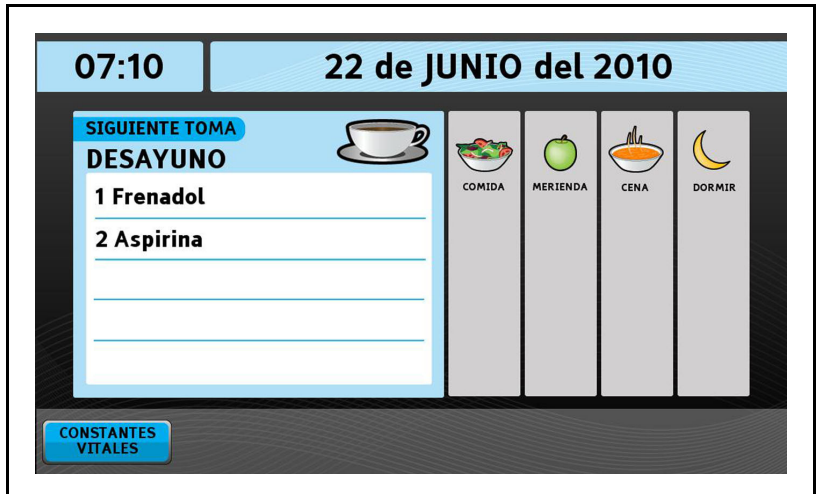 07:10
22 de JUNIO del 2010
SIGUIENTE TOMA
DESAYUNO
1 Frenadol
2 Aspirina
COMIDA
MERIENDA
CENA
DORMIR
CONSTANTES
VITALES